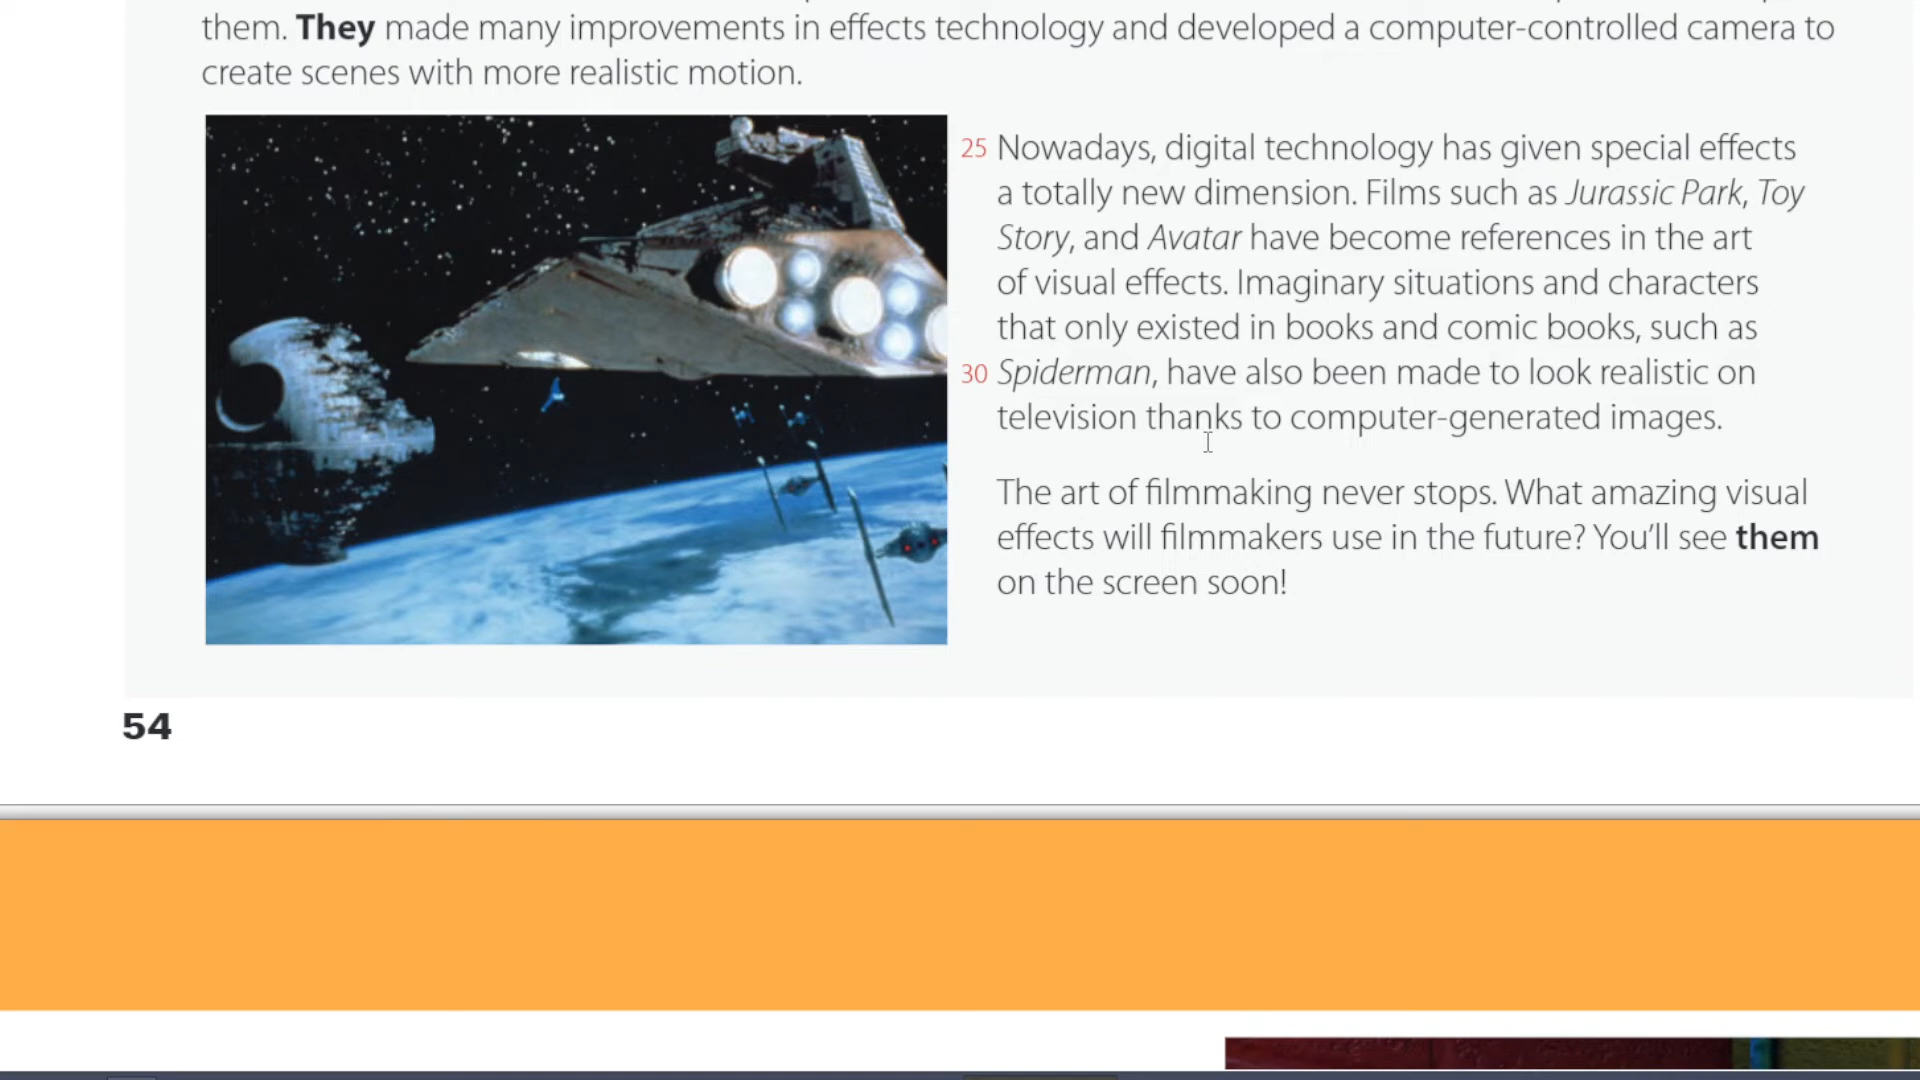 them. They made many improvements in effects technology and developed a computer-controlled camera to
create scenes with more realistic motion.
25 Nowadays, digital technology has given special effects
a totally new dimension. Films such as Jurassic Park, Toy
Story, and Avatar have become references in the art
of visual effects. Imaginary situations and characters
that only existed in books and comic books, such as
30 Spiderman, have also been made to look realistic on
television thanks to computer-generated images.
The art of filmmaking never stops. What amazing visual
effects will filmmakers use in the future? You’ll see them
on the screen soon!
54